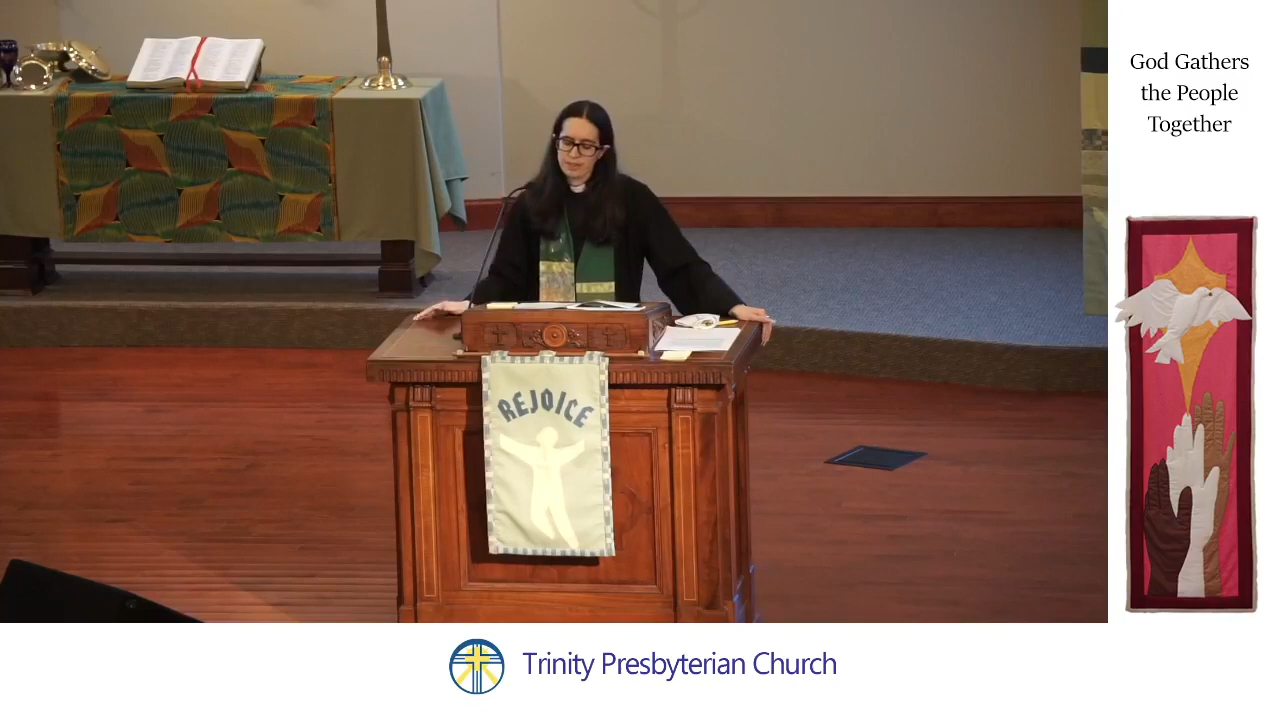 God Gathers
the People
Together
REJOICE
Trinity Presbyterian Church